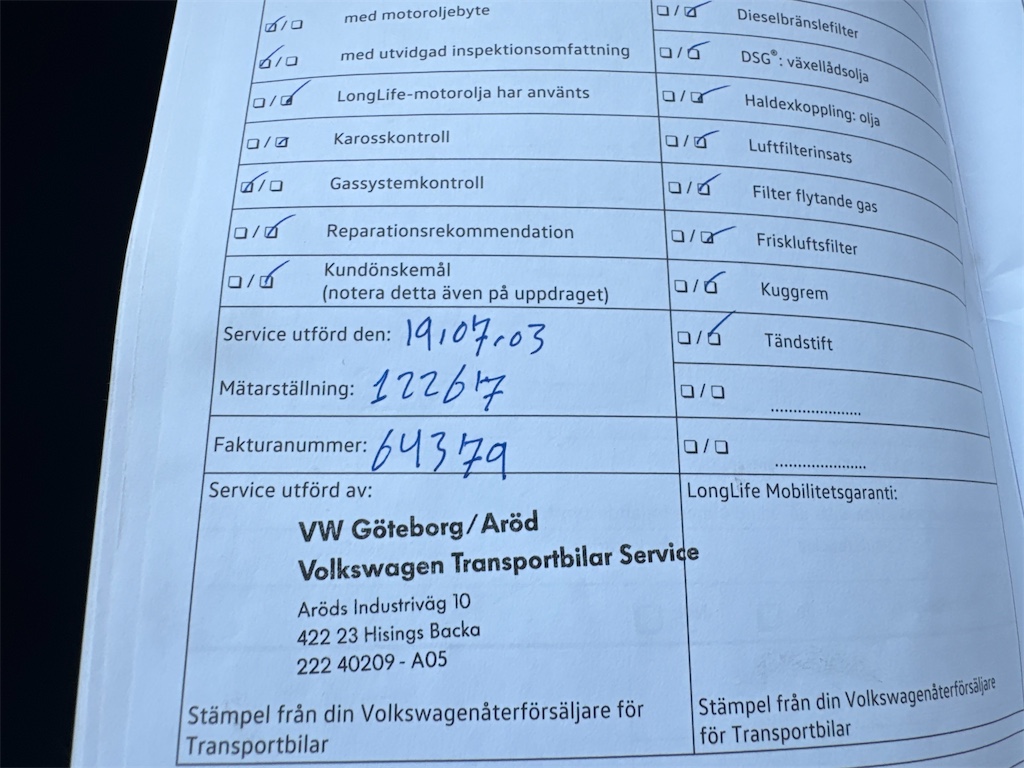 med motoroljebyte
med utvidgad inspektionsomfattning
LongLife-motorolja har använts
Karosskontroll
Gassystemkontroll
Reparationsrekommendation
Kundönskemål
(notera detta även på uppdraget)
Service utförd den: 19.07.03
Mätarställning: 122617
Fakturanummer: 64379
Service utförd av:
VW Göteborg/Aröd
Volkswagen Transportbilar Service
Aröds Industriväg 10
422 23 Hisings Backa
222 40209 - A05
Stämpel från din Volkswagenåterförsäljare för
Transportbilar
Dieselbränslefilter
DSG®: växellådsolja
Haldexkoppling: olja
Luftfilterinsats
Filter flytande gas
Friskluftsfilter
Kuggrem
Tändstift
LongLife Mobilitetsgaranti:
Stämpel från din Volkswagenåterförsäljare
för Transportbilar